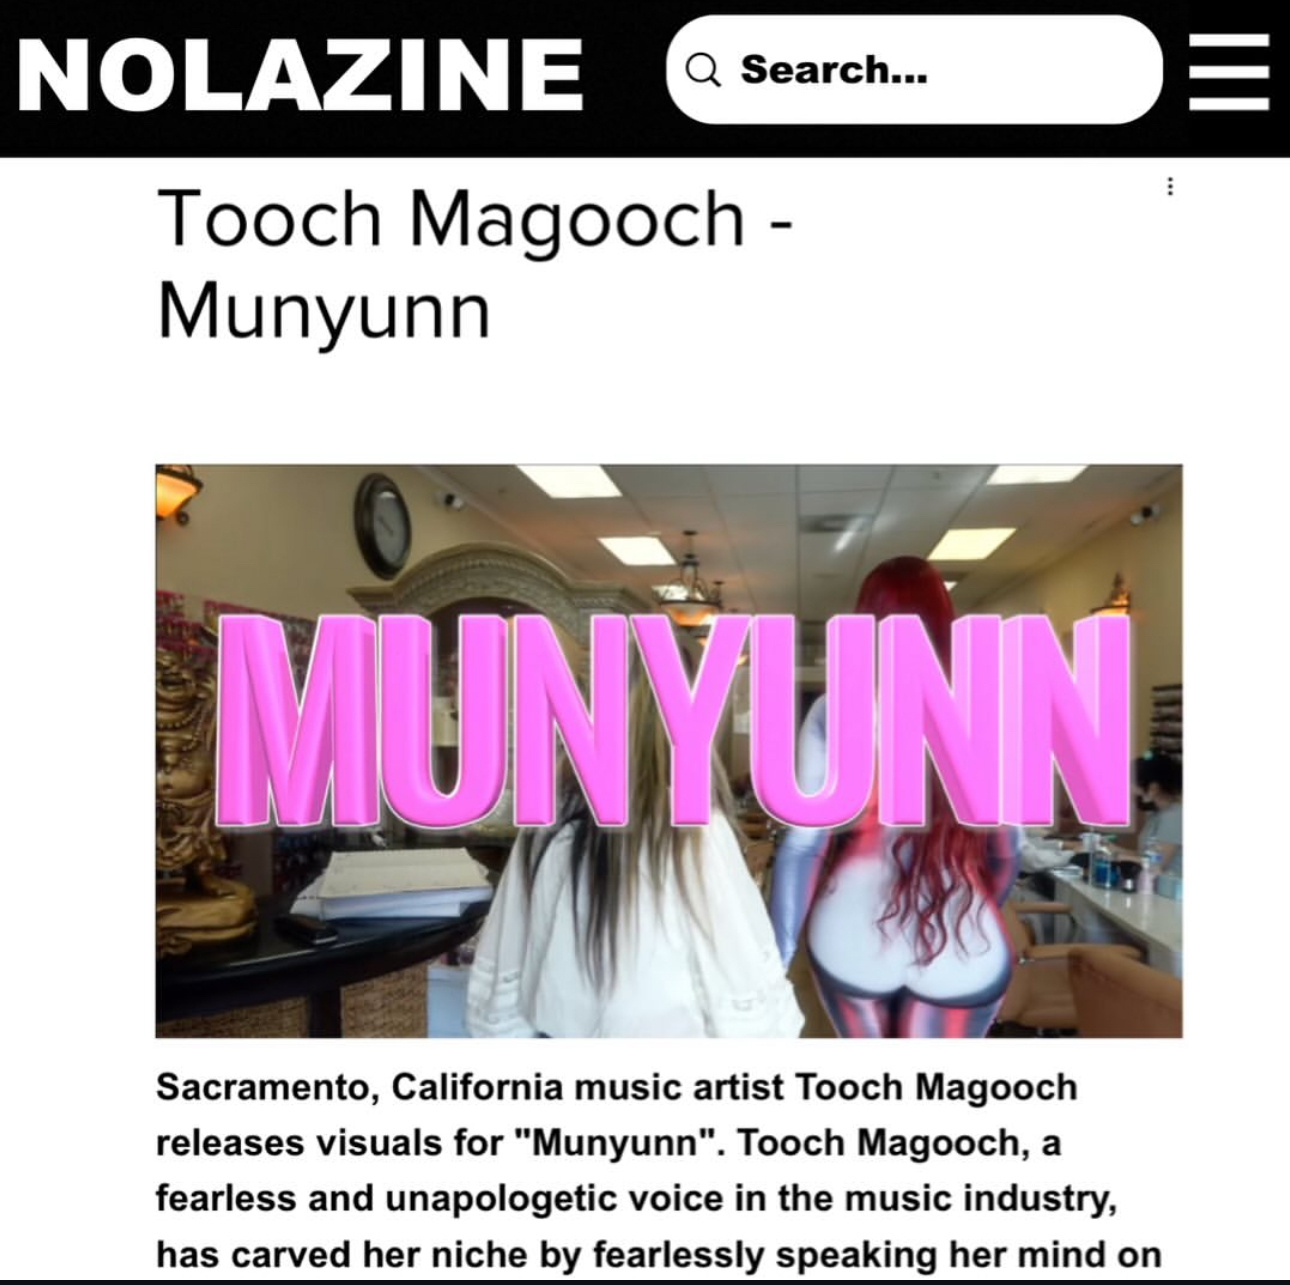 NOLAZINE
Search...
Tooch Magooch -
Munyunn
MUNYUNN
Sacramento, California music artist Tooch Magooch
releases visuals for "Munyunn". Tooch Magooch, a
fearless and unapologetic voice in the music industry,
has carved her niche by fearlessly speaking her mind on